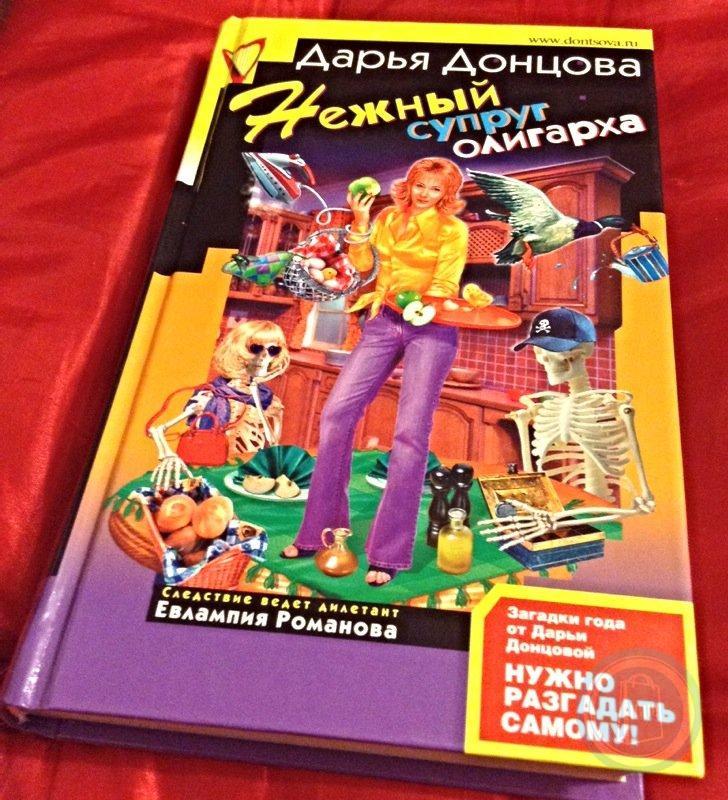 www.dontsova.ru
Дарья Донцова
Нежный
супруг
олигарха
Следствие ведет дилетант
Евлампия Романова
Загадки года
от Дарьи
Донцовой
НУЖНО
РАЗГАДАТЬ
САМОМУ!